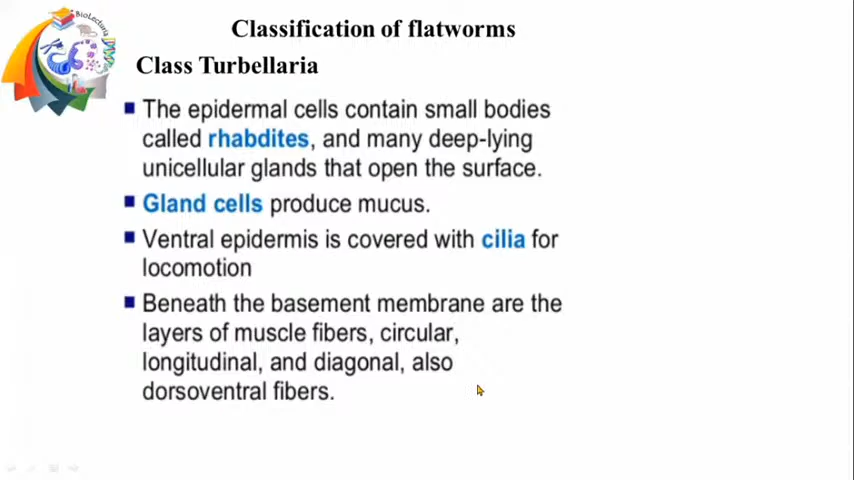 BioLectures
Classification of flatworms
Class Turbellaria
The epidermal cells contain small bodies
called rhabdites, and many deep-lying
unicellular glands that open the surface.
Gland cells produce mucus.
Ventral epidermis is covered with cilia for
locomotion
Beneath the basement membrane are the
layers of muscle fibers, circular,
longitudinal, and diagonal, also
dorsoventral fibers.